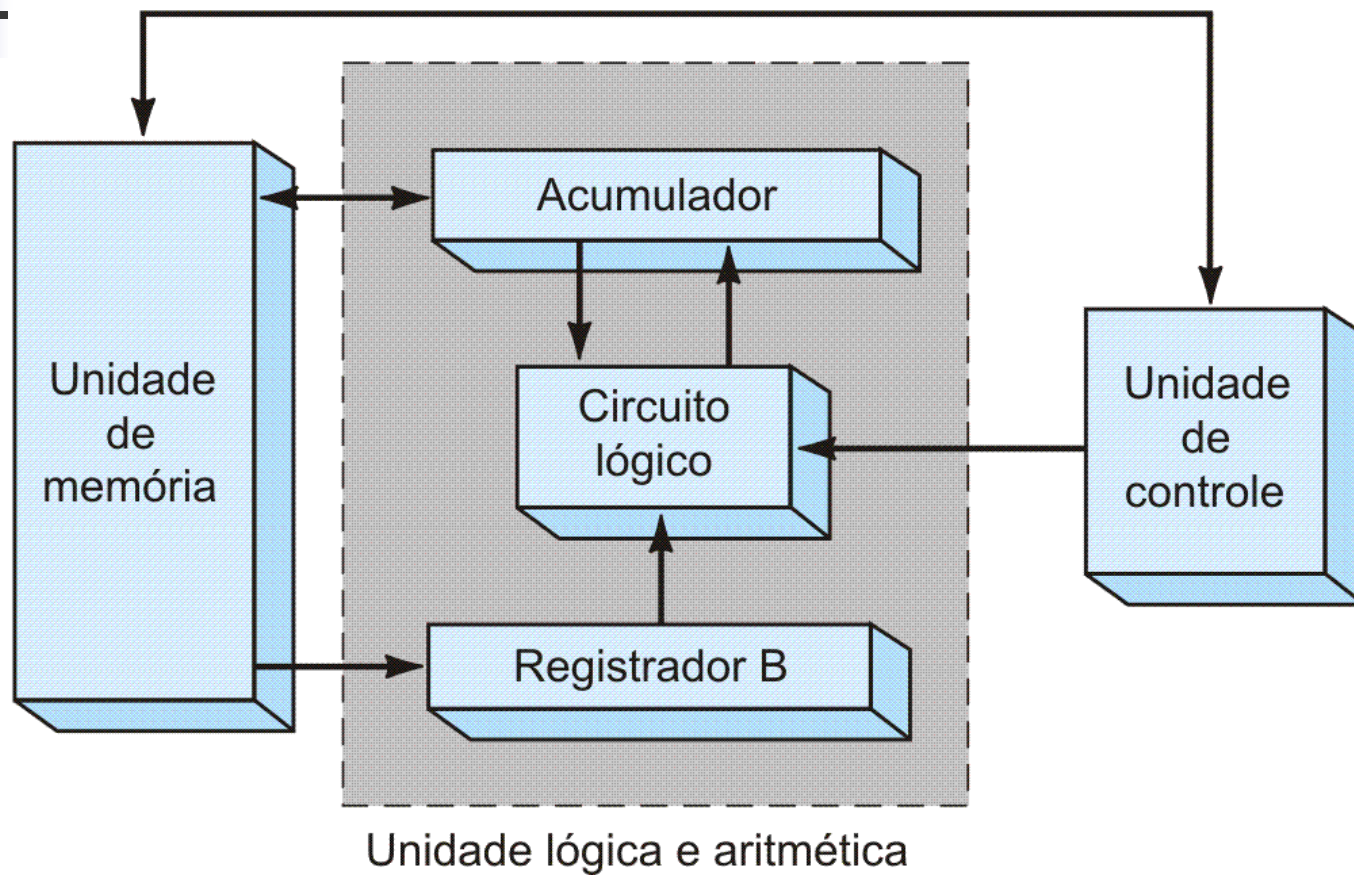 Acumulador
Unidade
de
memória
Circuito
lógico
Unidade
de
controle
Registrador B
Unidade lógica e aritmética